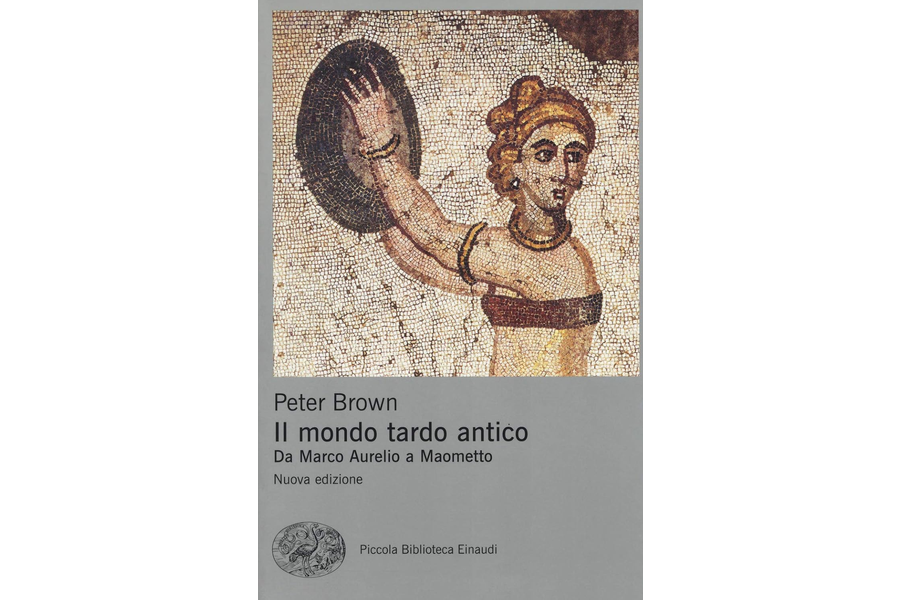 Peter Brown
Il mondo tardo antico
Da Marco Aurelio a Maometto
Nuova edizione
Piccola Biblioteca Einaudi